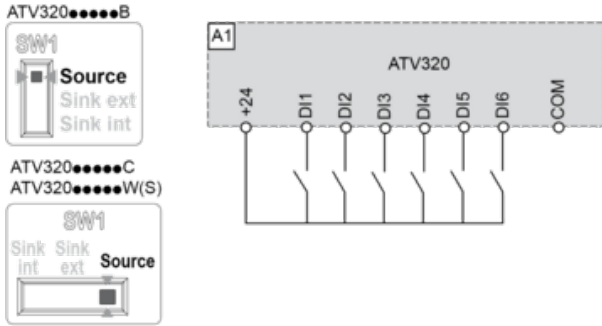 ATV320●●●●●B
SW1
Source
Sink ext
Sink int
ATV320●●●●●C
ATV320●●●●●W(S)
SW1
Sink int
Sink ext
Source
A1
ATV320
+24
DI1
DI2
DI3
DI4
DI5
DI6
COM